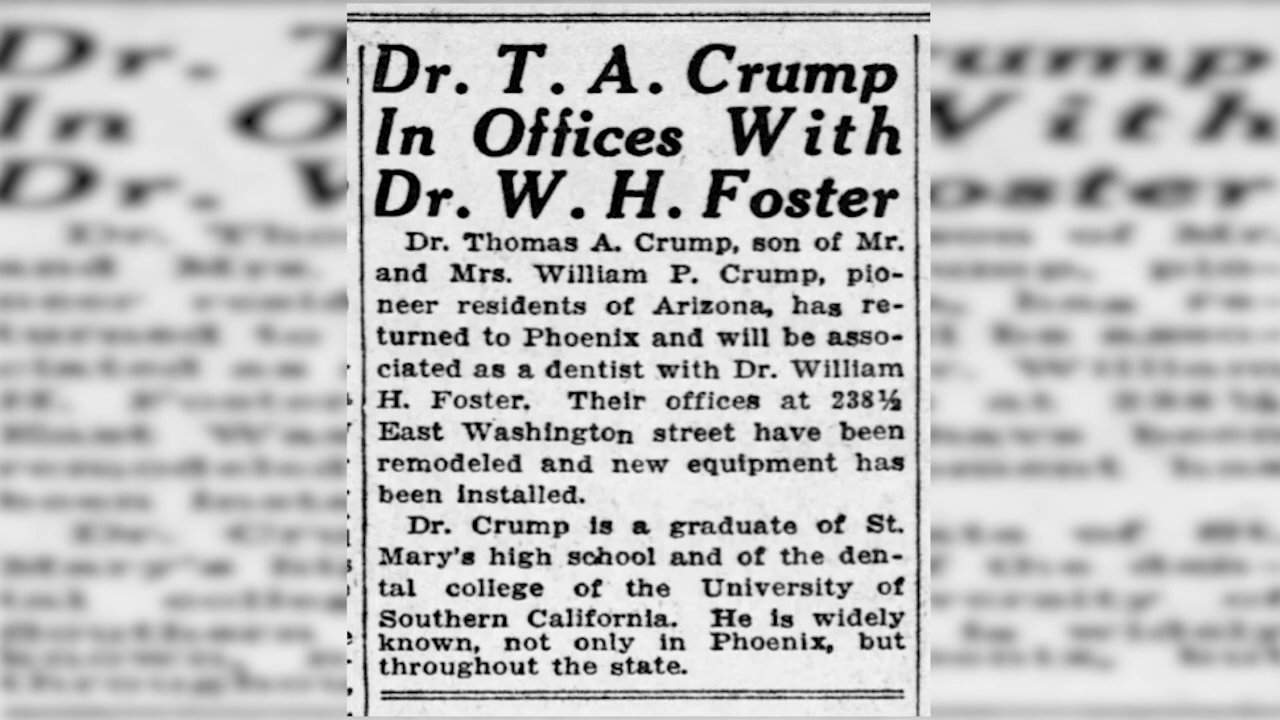 Dr. T. A. Crump
In Offices With
Dr. W. H. Foster
Dr. Thomas A. Crump, son of Mr.
and Mrs. William P. Crump, pio-
neer residents of Arizona, has re-
turned to Phoenix and will be asso-
ciated as a dentist with Dr. William
H. Foster. Their offices at 238½
East Washington street have been
remodeled and new equipment has
been installed.
Dr. Crump is a graduate of St.
Mary's high school and of the den-
tal college of the University of
Southern California. He is widely
known, not only in Phoenix, but
throughout the state.